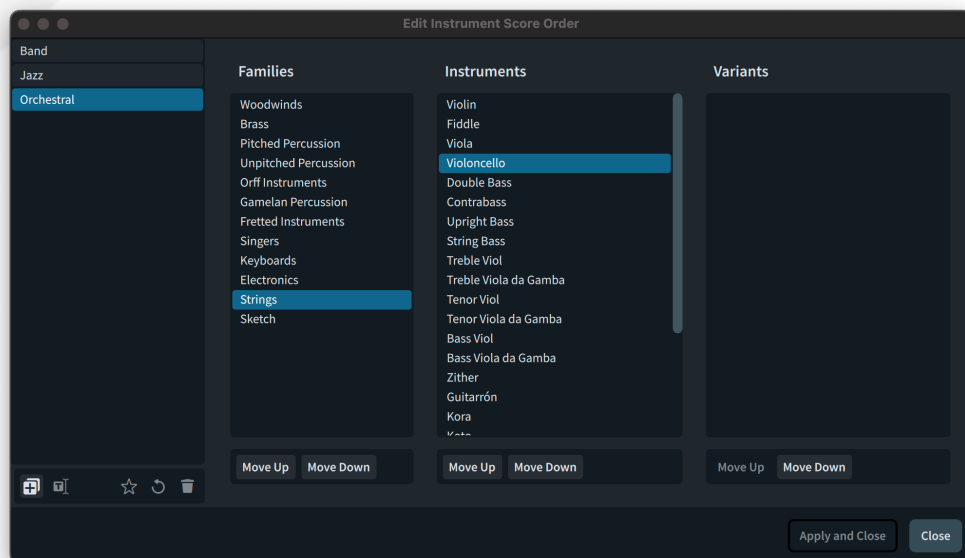 Edit Instrument Score Order
Band
Jazz
Orchestral
Families
Woodwinds
Brass
Pitched Percussion
Unpitched Percussion
Orff Instruments
Gamelan Percussion
Fretted Instruments
Singers
Keyboards
Electronics
Strings
Sketch
Move Up Move Down
Instruments
Violin
Fiddle
Viola
Violoncello
Double Bass
Contrabass
Upright Bass
String Bass
Treble Viol
Treble Viola da Gamba
Tenor Viol
Tenor Viola da Gamba
Bass Viol
Bass Viola da Gamba
Zither
Guitarrón
Kora
Koto
Move Up Move Down
Variants
Move Up Move Down
Apply and Close Close